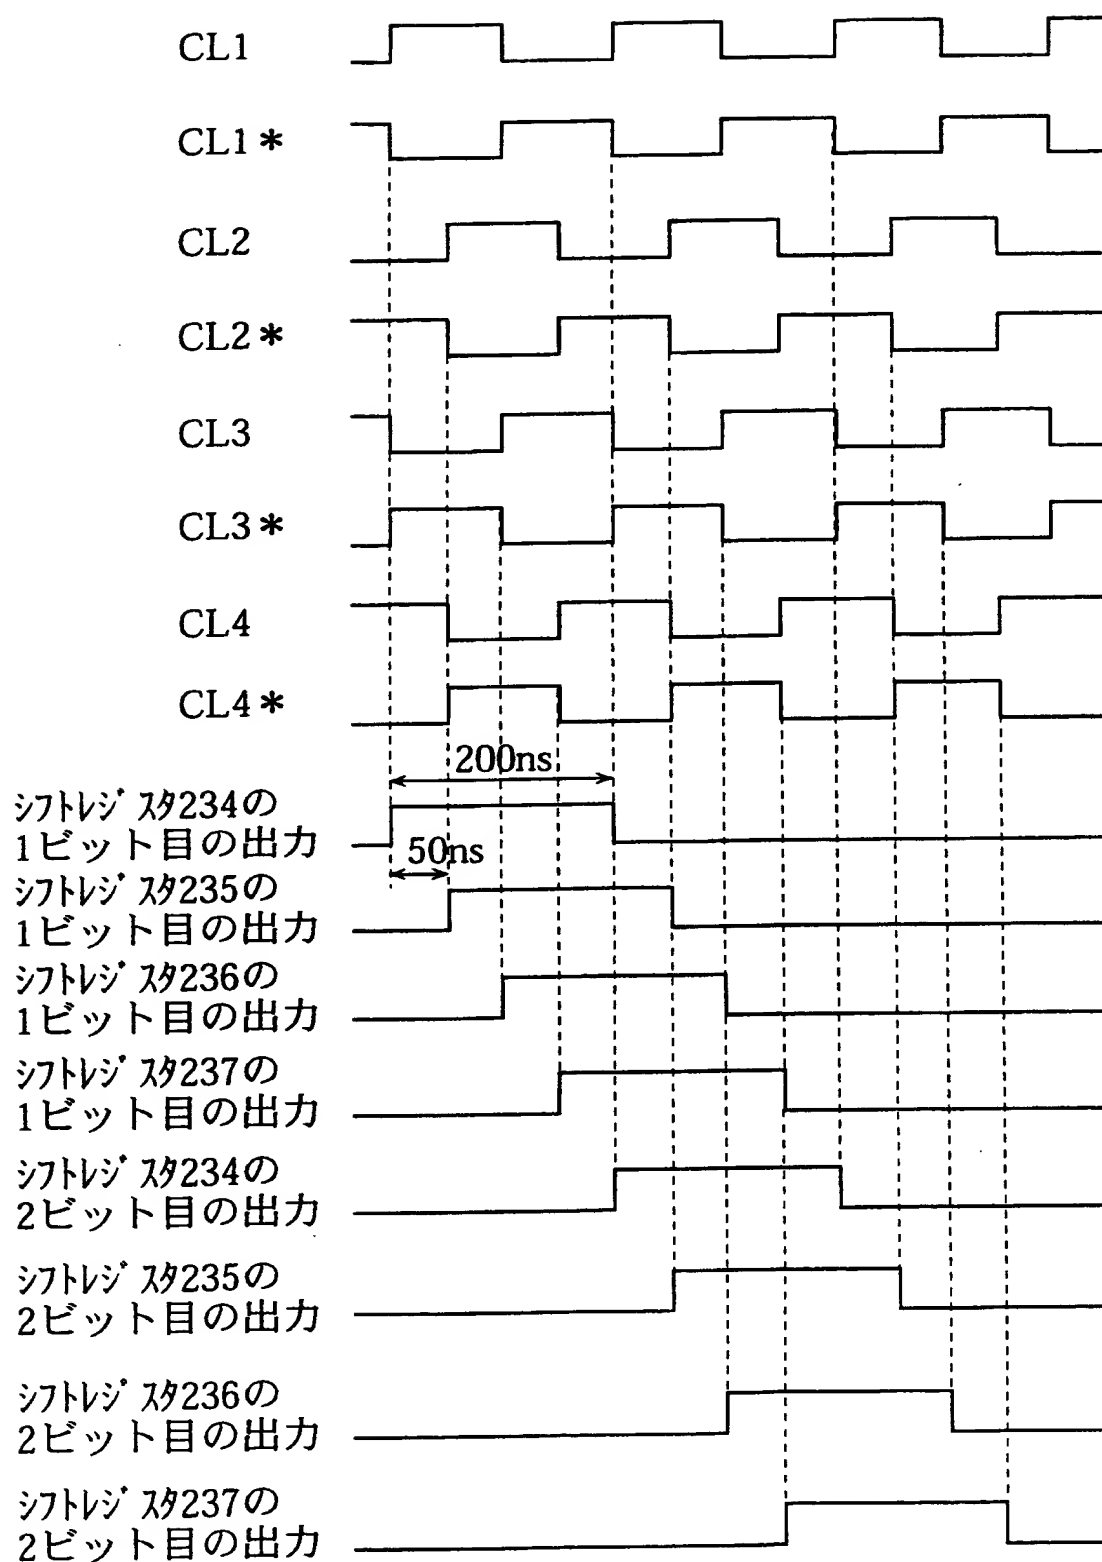 CL1
CL1*
CL2
CL2*
CL3
CL3*
CL4
CL4*
200ns
ｼﾌﾄﾚｼﾞｽﾀ234の
1ビット目の出力
50ns
ｼﾌﾄﾚｼﾞｽﾀ235の
1ビット目の出力
ｼﾌﾄﾚｼﾞｽﾀ236の
1ビット目の出力
ｼﾌﾄﾚｼﾞｽﾀ237の
1ビット目の出力
ｼﾌﾄﾚｼﾞｽﾀ234の
2ビット目の出力
ｼﾌﾄﾚｼﾞｽﾀ235の
2ビット目の出力
ｼﾌﾄﾚｼﾞｽﾀ236の
2ビット目の出力
ｼﾌﾄﾚｼﾞｽﾀ237の
2ビット目の出力